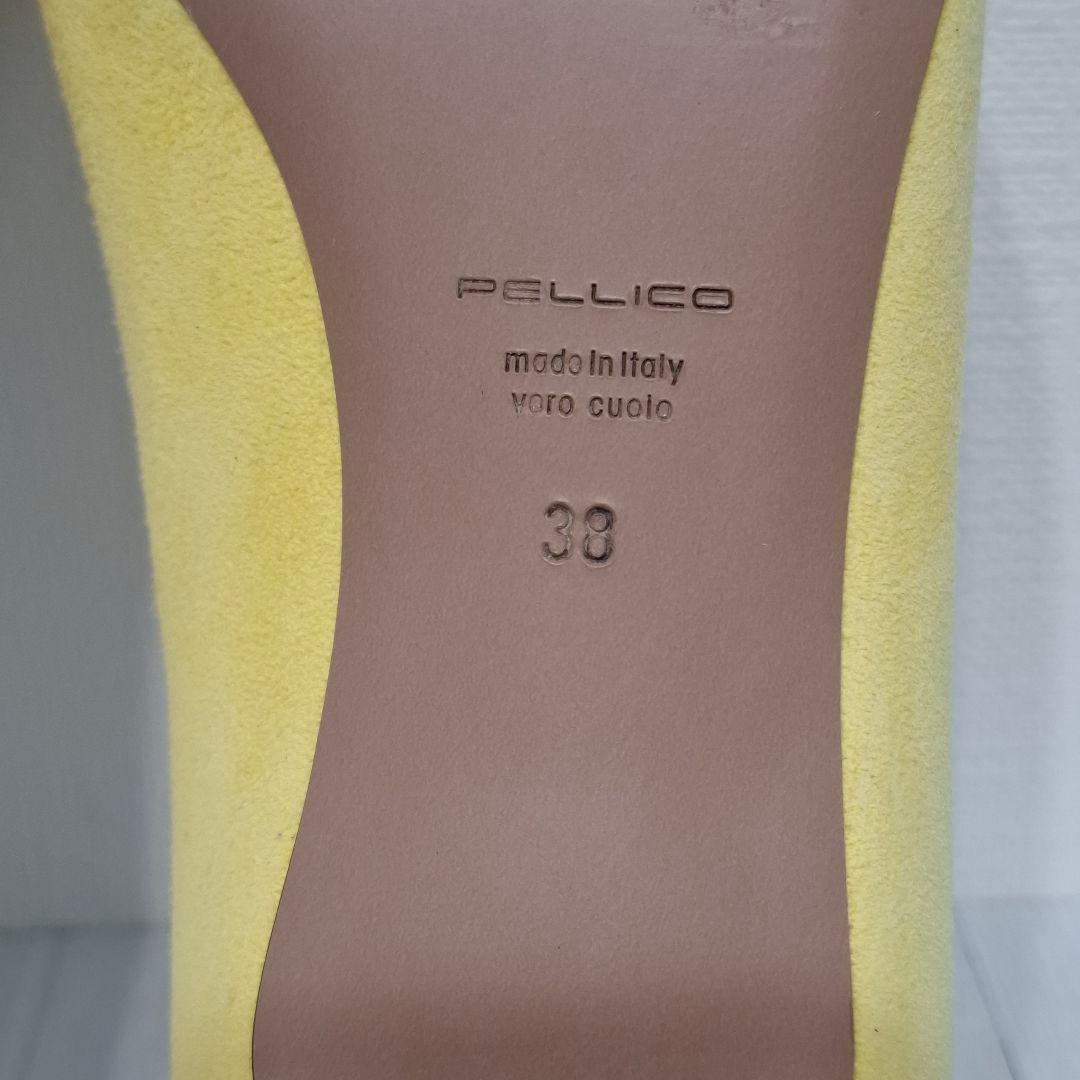 PELLICO
made in Italy
vero cuoio
38